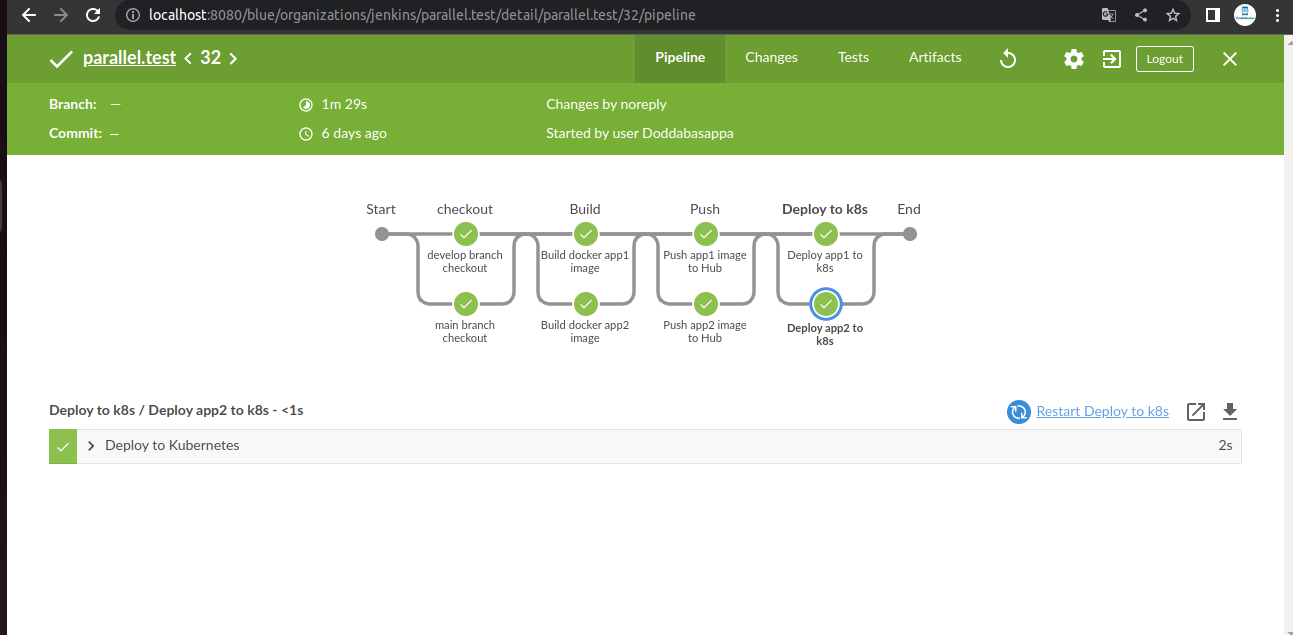 localhost:8080/blue/organizations/jenkins/parallel.test/detail/parallel.test/32/pipeline
parallel.test < 32 >
Pipeline Changes Tests Artifacts Logout
Branch: — 1m 29s Changes by noreply
Commit: — 6 days ago Started by user Doddabasappa
Start checkout Build Push Deploy to k8s End
develop branch checkout
Build docker app1 image
Push app1 image to Hub
Deploy app1 to k8s
main branch checkout
Build docker app2 image
Push app2 image to Hub
Deploy app2 to k8s
Deploy to k8s / Deploy app2 to k8s - <1s Restart Deploy to k8s
Deploy to Kubernetes 2s